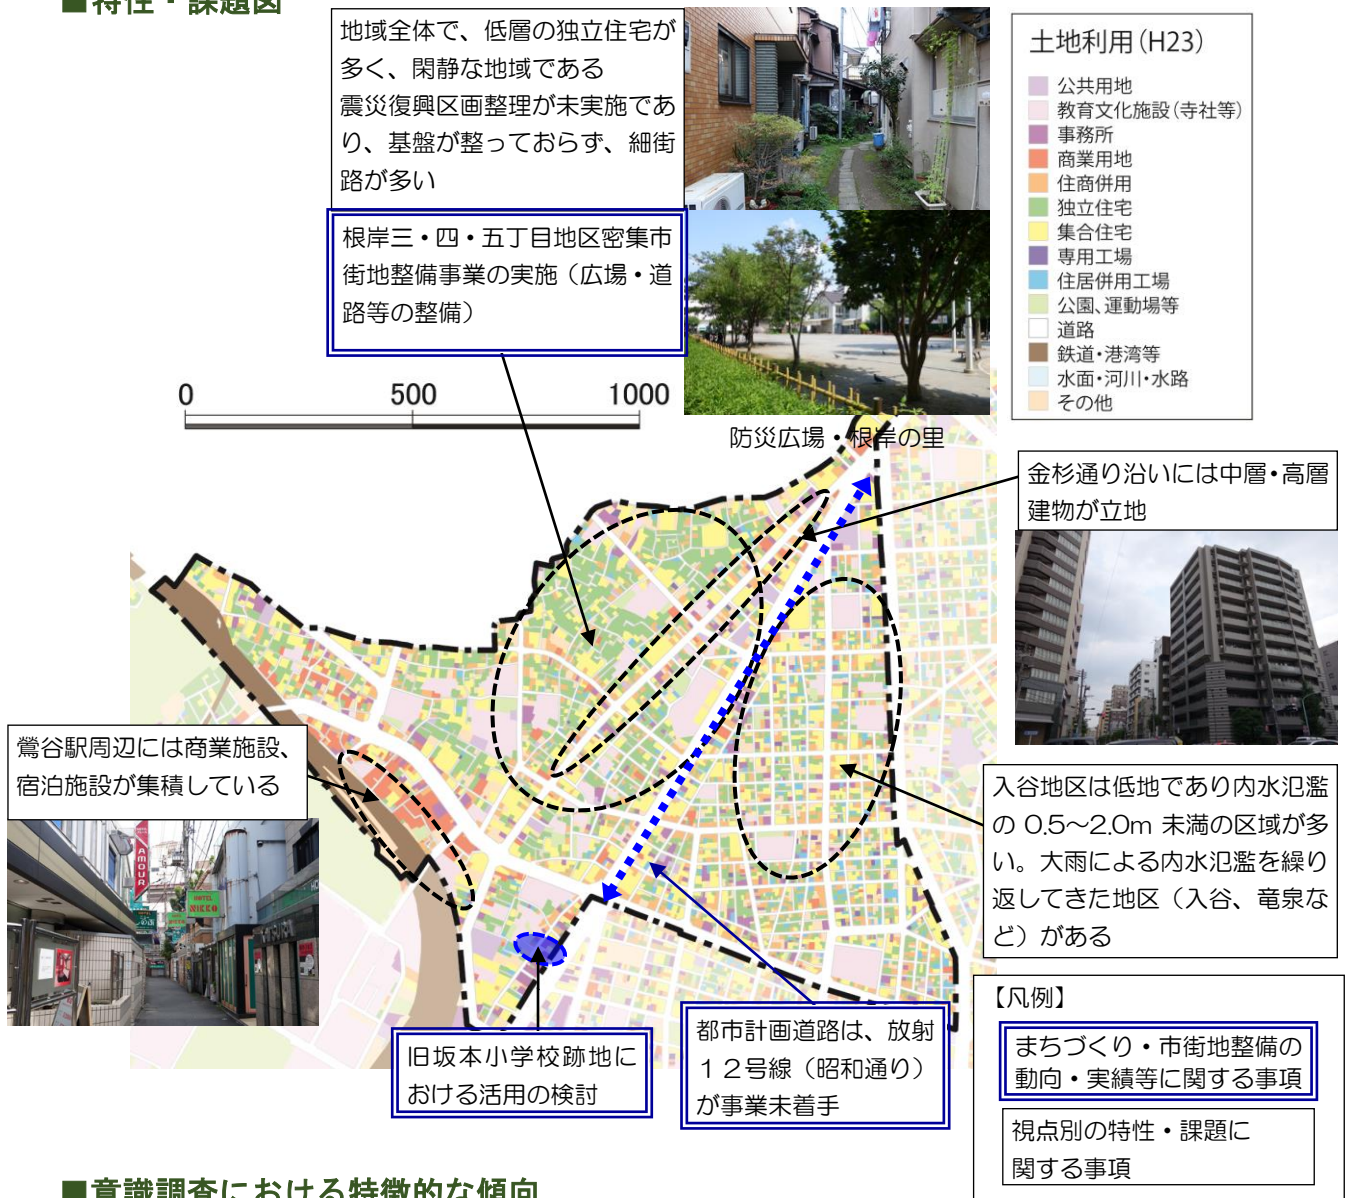 ■特性・課題図
地域全体で、低層の独立住宅が
多く、閑静な地域である
震災復興区画整理が未実施であ
り、基盤が整っておらず、細街
路が多い
根岸三・四・五丁目地区密集市
街地整備事業の実施（広場・道
路等の整備）
土地利用(H23)
公共用地
教育文化施設(寺社等)
事務所
商業用地
住商併用
独立住宅
集合住宅
専用工場
住居併用工場
公園、運動場等
道路
鉄道・港湾等
水面・河川・水路
その他
0 500 1000
防災広場・根岸の里
金杉通り沿いには中層・高層
建物が立地
鶯谷駅周辺には商業施設、
宿泊施設が集積している
AMOUR
HOTEL
NIKKO
入谷地区は低地であり内水氾濫
の 0.5～2.0m 未満の区域が多
い。大雨による内水氾濫を繰り
返してきた地区（入谷、竜泉な
ど）がある
旧坂本小学校跡地に
おける活用の検討
都市計画道路は、放射
１２号線（昭和通り）
が事業未着手
【凡例】
まちづくり・市街地整備の
動向・実績等に関する事項
視点別の特性・課題に
関する事項
■意識調査における特徴的な傾向